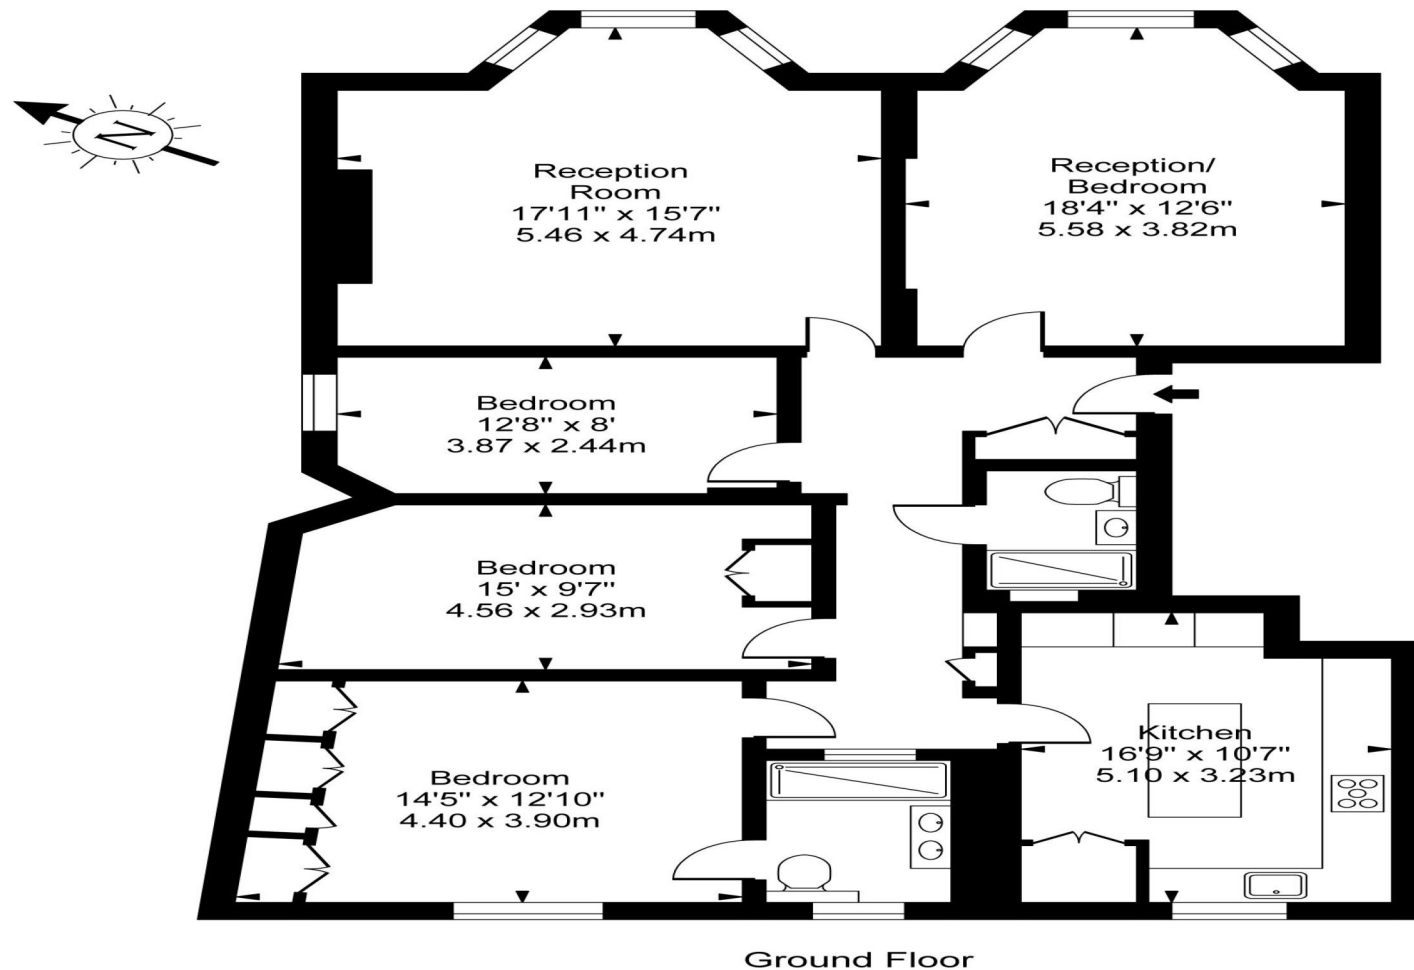 N
Reception
Room
17'11" x 15'7"
5.46 x 4.74m
Reception/
Bedroom
18'4" x 12'6"
5.58 x 3.82m
Bedroom
12'8" x 8'
3.87 x 2.44m
Bedroom
15' x 9'7"
4.56 x 2.93m
Bedroom
14'5" x 12'10"
4.40 x 3.90m
Kitchen
16'9" x 10'7"
5.10 x 3.23m
Ground Floor